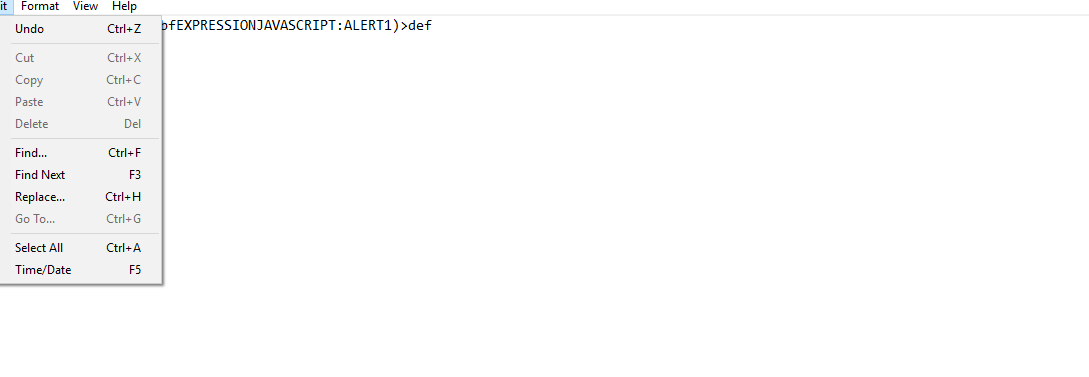 it Format View Help
bfEXPRESSIONJAVASCRIPT:ALERT1)>def
Undo Ctrl+Z
Cut Ctrl+X
Copy Ctrl+C
Paste Ctrl+V
Delete Del
Find... Ctrl+F
Find Next F3
Replace... Ctrl+H
Go To... Ctrl+G
Select All Ctrl+A
Time/Date F5